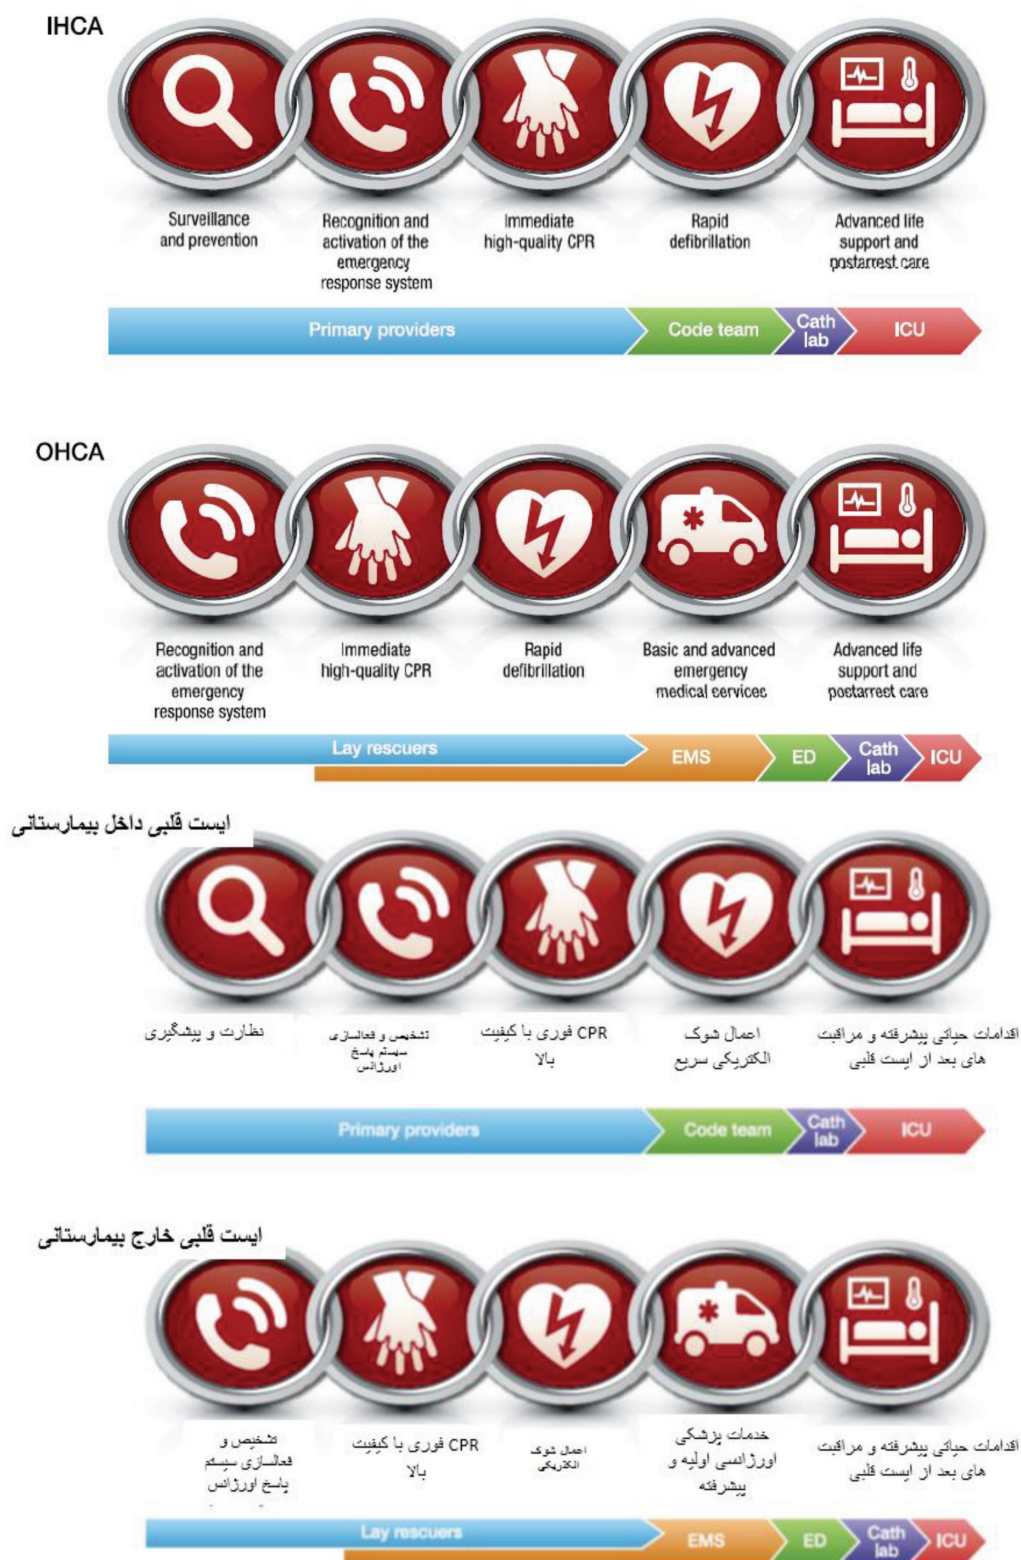 IHCA
Surveillance
and prevention
Recognition and
activation of the
emergency
response system
Immediate
high-quality CPR
Rapid
defibrillation
Advanced life
support and
postarrest care
Primary providers
Code team
Cath
lab
ICU
OHCA
Recognition and
activation of the
emergency
response system
Immediate
high-quality CPR
Rapid
defibrillation
Basic and advanced
emergency
medical services
Advanced life
support and
postarrest care
Lay rescuers
EMS
ED
Cath
lab
ICU
ایست قلبی داخل بیمارستانی
نظارت و پیشگیری
تشخیص و فعالسازی
سیستم پاسخ
اورژانس
CPR فوری با کیفیت
بالا
اعمال شوک
الکتریکی سریع
اقدامات حیاتی پیشرفته و مراقبت
های بعد از ایست قلبی
Primary providers
Code team
Cath
lab
ICU
ایست قلبی خارج بیمارستانی
تشخیص و
فعالسازی سیستم
پاسخ اورژانس
CPR فوری با کیفیت
بالا
اعمال شوک
الکتریکی
خدمات پزشکی
اورژانسی اولیه و
پیشرفته
اقدامات حیاتی پیشرفته و مراقبت
های بعد از ایست قلبی
Lay rescuers
EMS
ED
Cath
lab
ICU